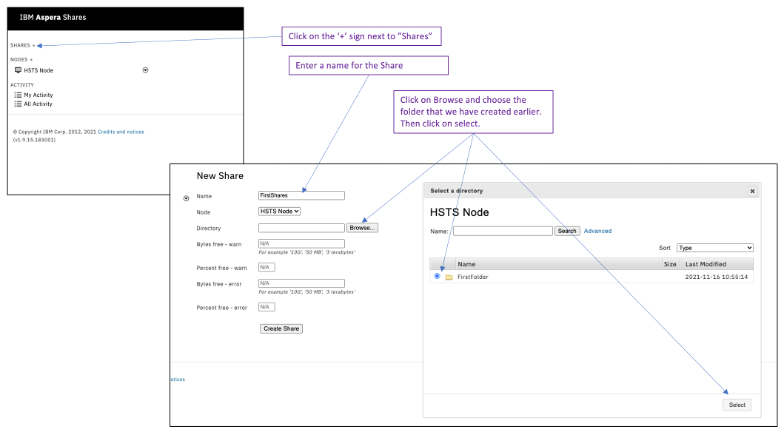 IBM Aspera Shares
SHARES +
NODES +
HSTS Node
ACTIVITY
My Activity
All Activity
© Copyright IBM Corp. 2012, 2021 Credits and notices
(v1.9.15.183001)
Click on the '+' sign next to "Shares"
Enter a name for the Share
Click on Browse and choose the
folder that we have created earlier.
Then click on select.
New Share
Name FirstShares
Node HSTS Node
Directory Browse...
Bytes free - warn N/A
For example '10G', '50 MB', '3 terabytes'
Percent free - warn N/A
Bytes free - error N/A
For example '10G', '50 MB', '3 terabytes'
Percent free - error N/A
Create Share
notices
Select a directory ×
HSTS Node
Name: Search Advanced
Sort Type
Name Size Last Modified
FirstFolder 2021-11-16 10:55:14
Select